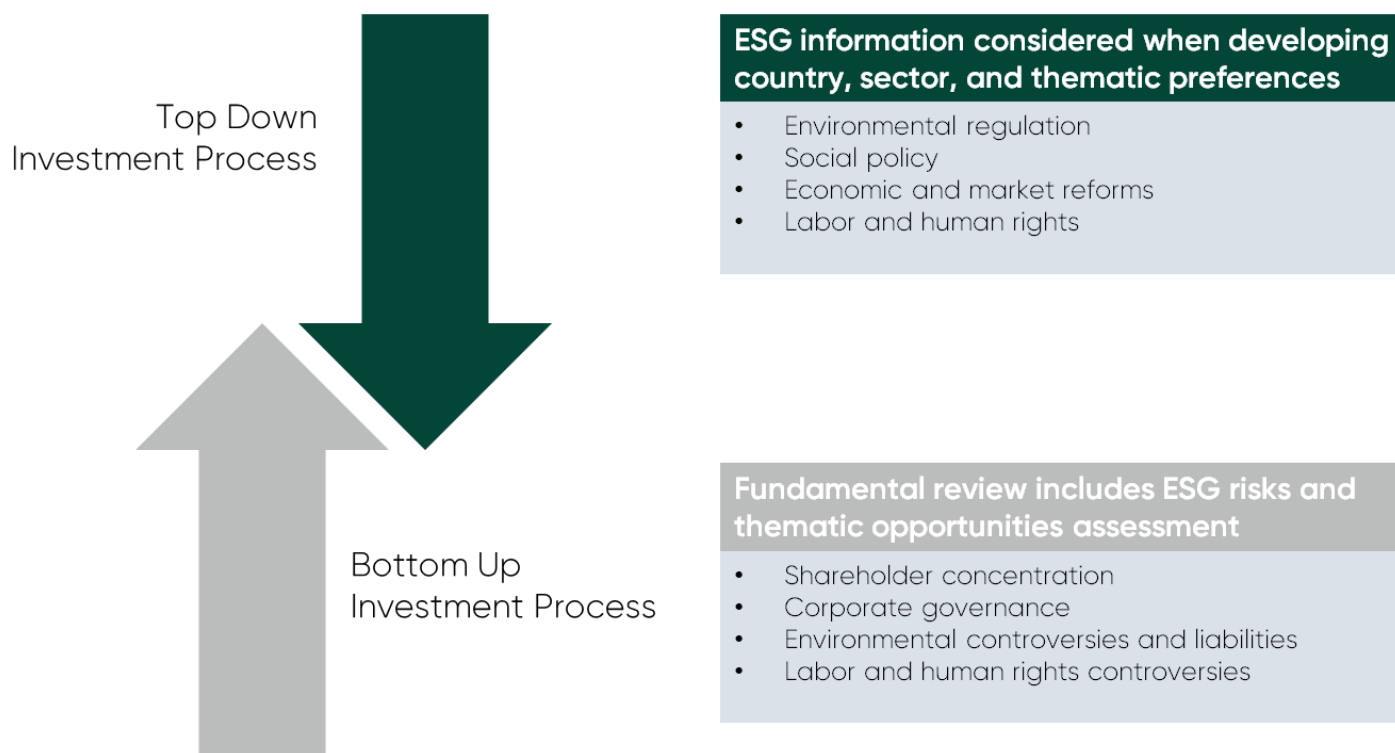 Top Down
Investment Process
ESG information considered when developing
country, sector, and thematic preferences
• Environmental regulation
• Social policy
• Economic and market reforms
• Labor and human rights
Bottom Up
Investment Process
Fundamental review includes ESG risks and
thematic opportunities assessment
• Shareholder concentration
• Corporate governance
• Environmental controversies and liabilities
• Labor and human rights controversies